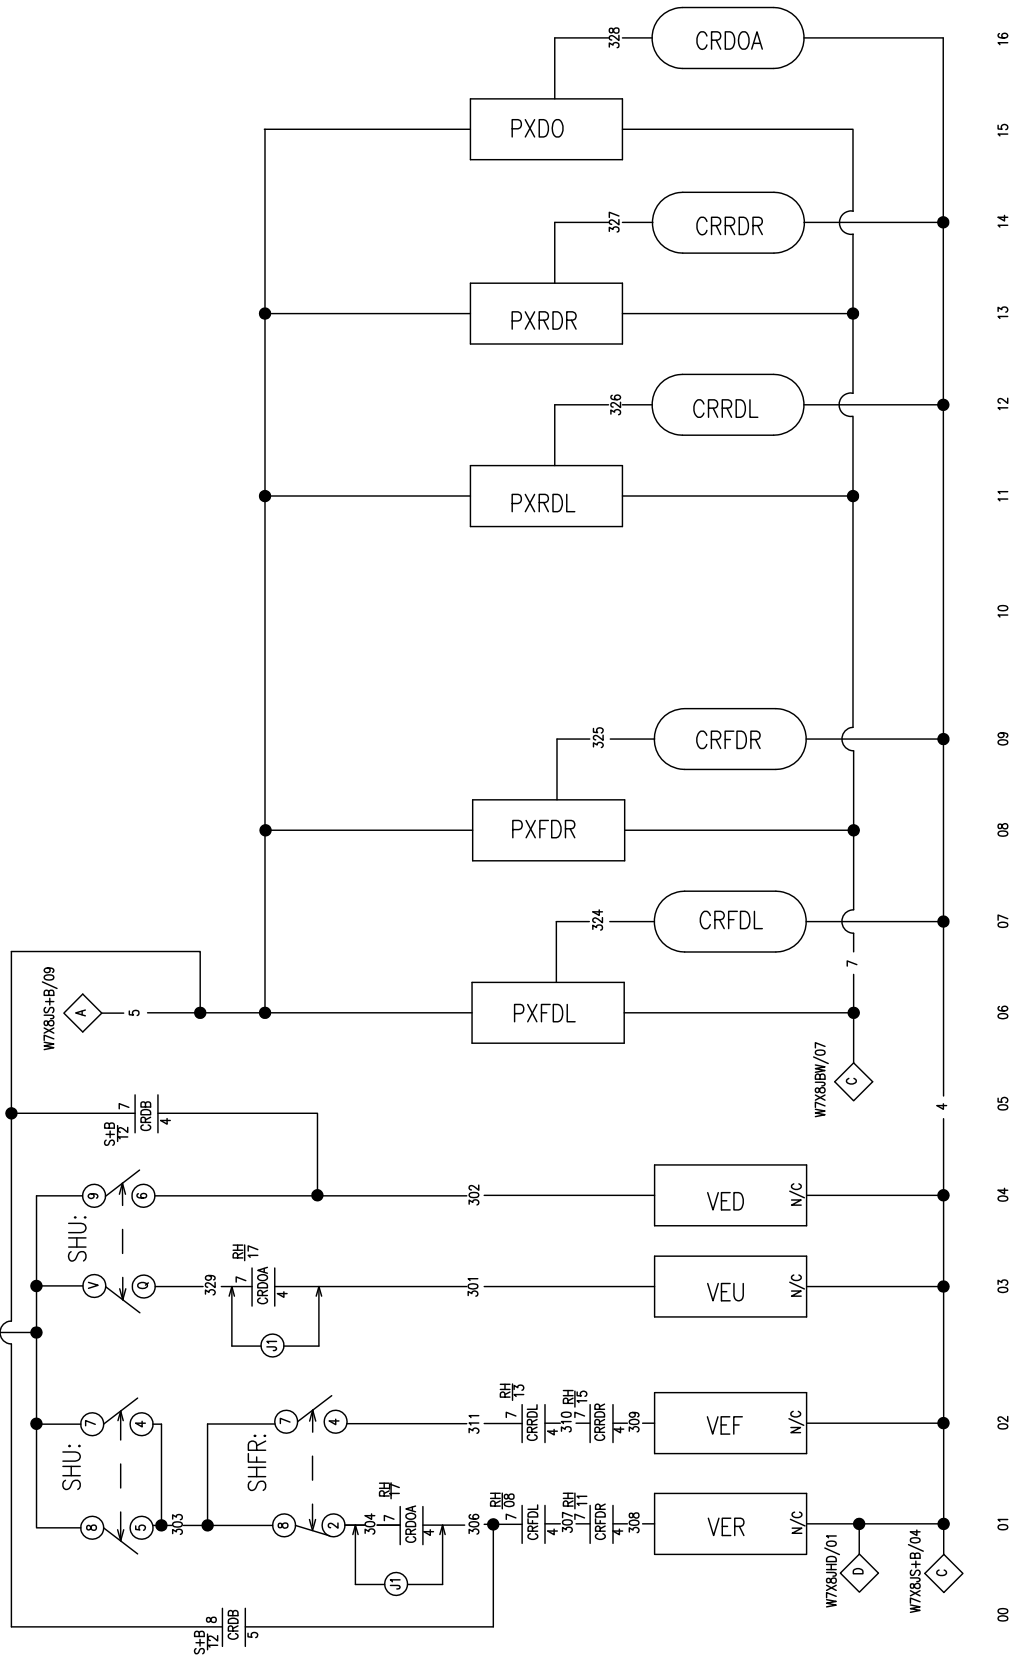 328
CRDOA
16
PXDO
15
327
CRRDR
14
PXRDR
13
326
CRRDL
12
PXRDL
11
10
325
CRFDR
09
PXFDR
08
324
CRFDL
07
7
W7X8JS+B/09
A
5
PXFDL
06
W7X8JBW/07
C
S+B
12
7
CRDB
4
05
4
SHU:
9
6
302
VED
N/C
04
V
Q
329
RH
17
7
CRDOA
4
301
VEU
N/C
03
J1
SHU:
7
4
SHFR:
7
4
311
RH
13
7
CRRDL
4
310
RH
15
7
CRRDR
4
309
VEF
N/C
02
8
5
303
8
2
304
RH
17
7
CRDOA
4
306
RH
08
7
CRFDL
4
307
RH
11
7
CRFDR
4
308
VER
N/C
01
J1
W7X8JHD/01
D
W7X8JS+B/04
C
S+B
12
8
CRDB
5
00